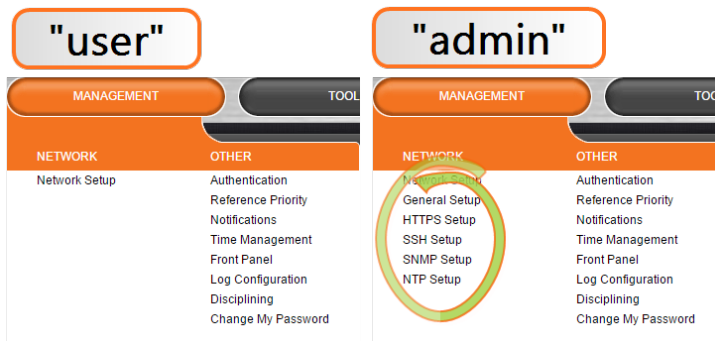 "user"
MANAGEMENT
TOOL
NETWORK
OTHER
Network Setup
Authentication
Reference Priority
Notifications
Time Management
Front Panel
Log Configuration
Disciplining
Change My Password
"admin"
MANAGEMENT
TOO
NETWORK
OTHER
Network Setup
General Setup
HTTPS Setup
SSH Setup
SNMP Setup
NTP Setup
Authentication
Reference Priority
Notifications
Time Management
Front Panel
Log Configuration
Disciplining
Change My Password